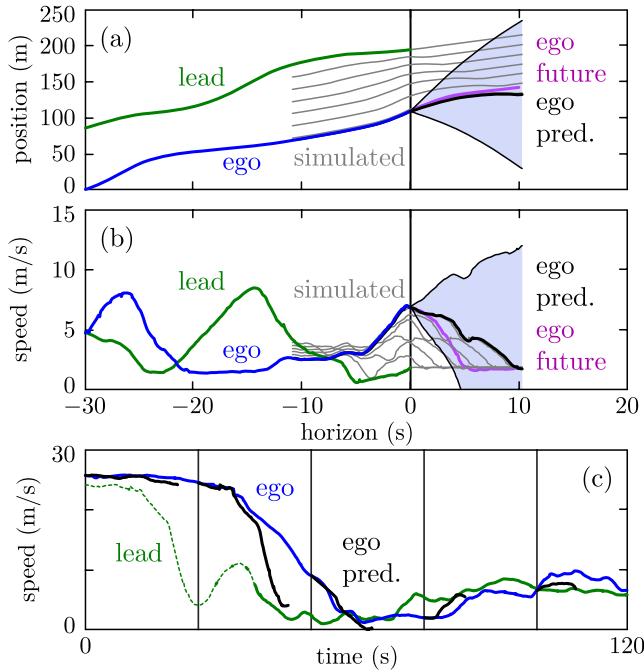 250
200
150
100
50
0
position (m)
(a)
lead
ego
simulated
ego
future
ego
pred.
15
10
5
0
speed (m/s)
(b)
lead
ego
simulated
ego
pred.
ego
future
−30
−20
−10
0
10
20
horizon (s)
30
0
speed (m/s)
(c)
lead
ego
ego
pred.
0
120
time (s)